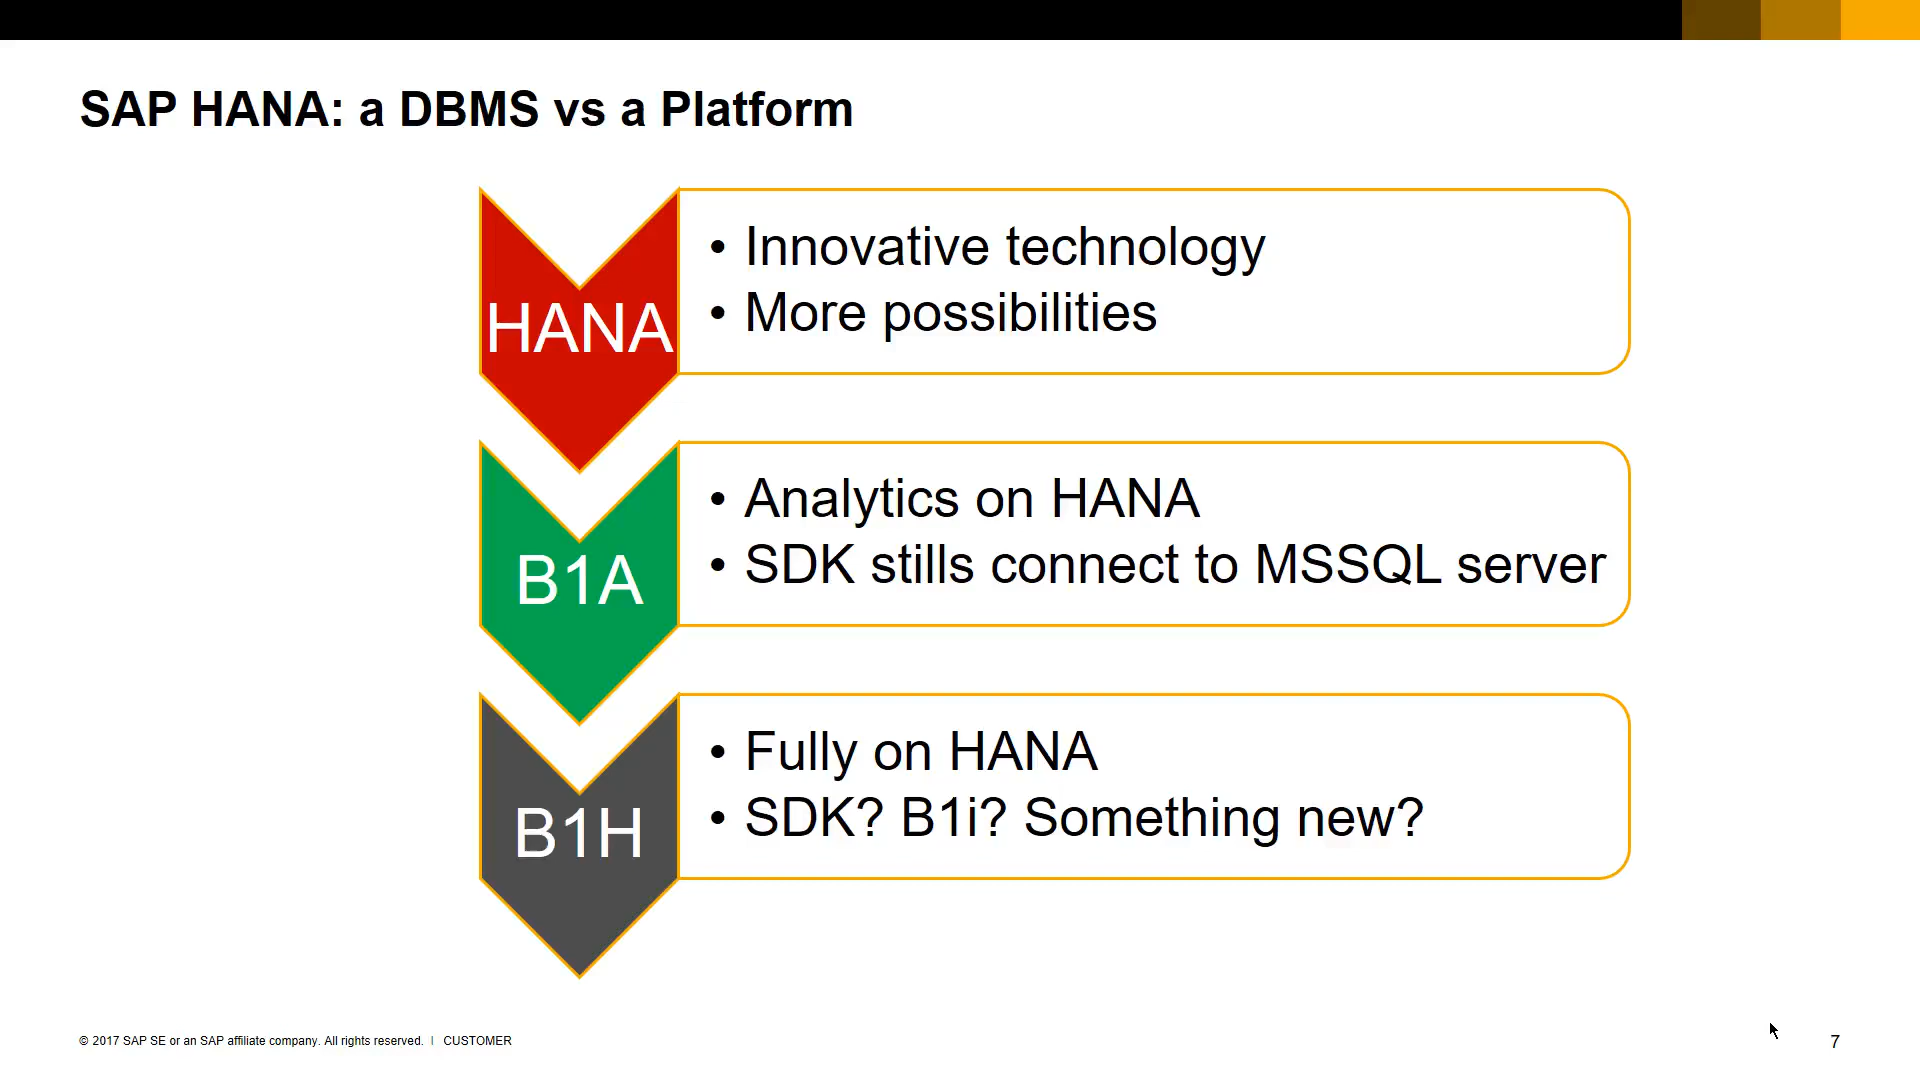 SAP HANA: a DBMS vs a Platform
HANA
• Innovative technology
• More possibilities
B1A
• Analytics on HANA
• SDK stills connect to MSSQL server
B1H
• Fully on HANA
• SDK? B1i? Something new?
© 2017 SAP SE or an SAP affiliate company. All rights reserved. | CUSTOMER
7